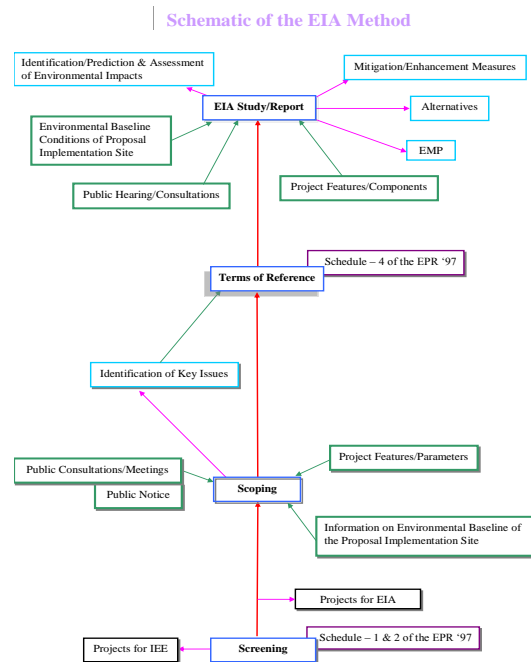 Schematic of the EIA Method
Identification/Prediction & Assessment
of Environmental Impacts
Mitigation/Enhancement Measures
EIA Study/Report
Alternatives
Environmental Baseline
Conditions of Proposal
Implementation Site
EMP
Public Hearing/Consultations
Project Features/Components
Schedule – 4 of the EPR ‘97
Terms of Reference
Identification of Key Issues
Project Features/Parameters
Public Consultations/Meetings
Scoping
Public Notice
Information on Environmental Baseline of
the Proposal Implementation Site
Projects for EIA
Projects for IEE
Screening
Schedule – 1 & 2 of the EPR ‘97